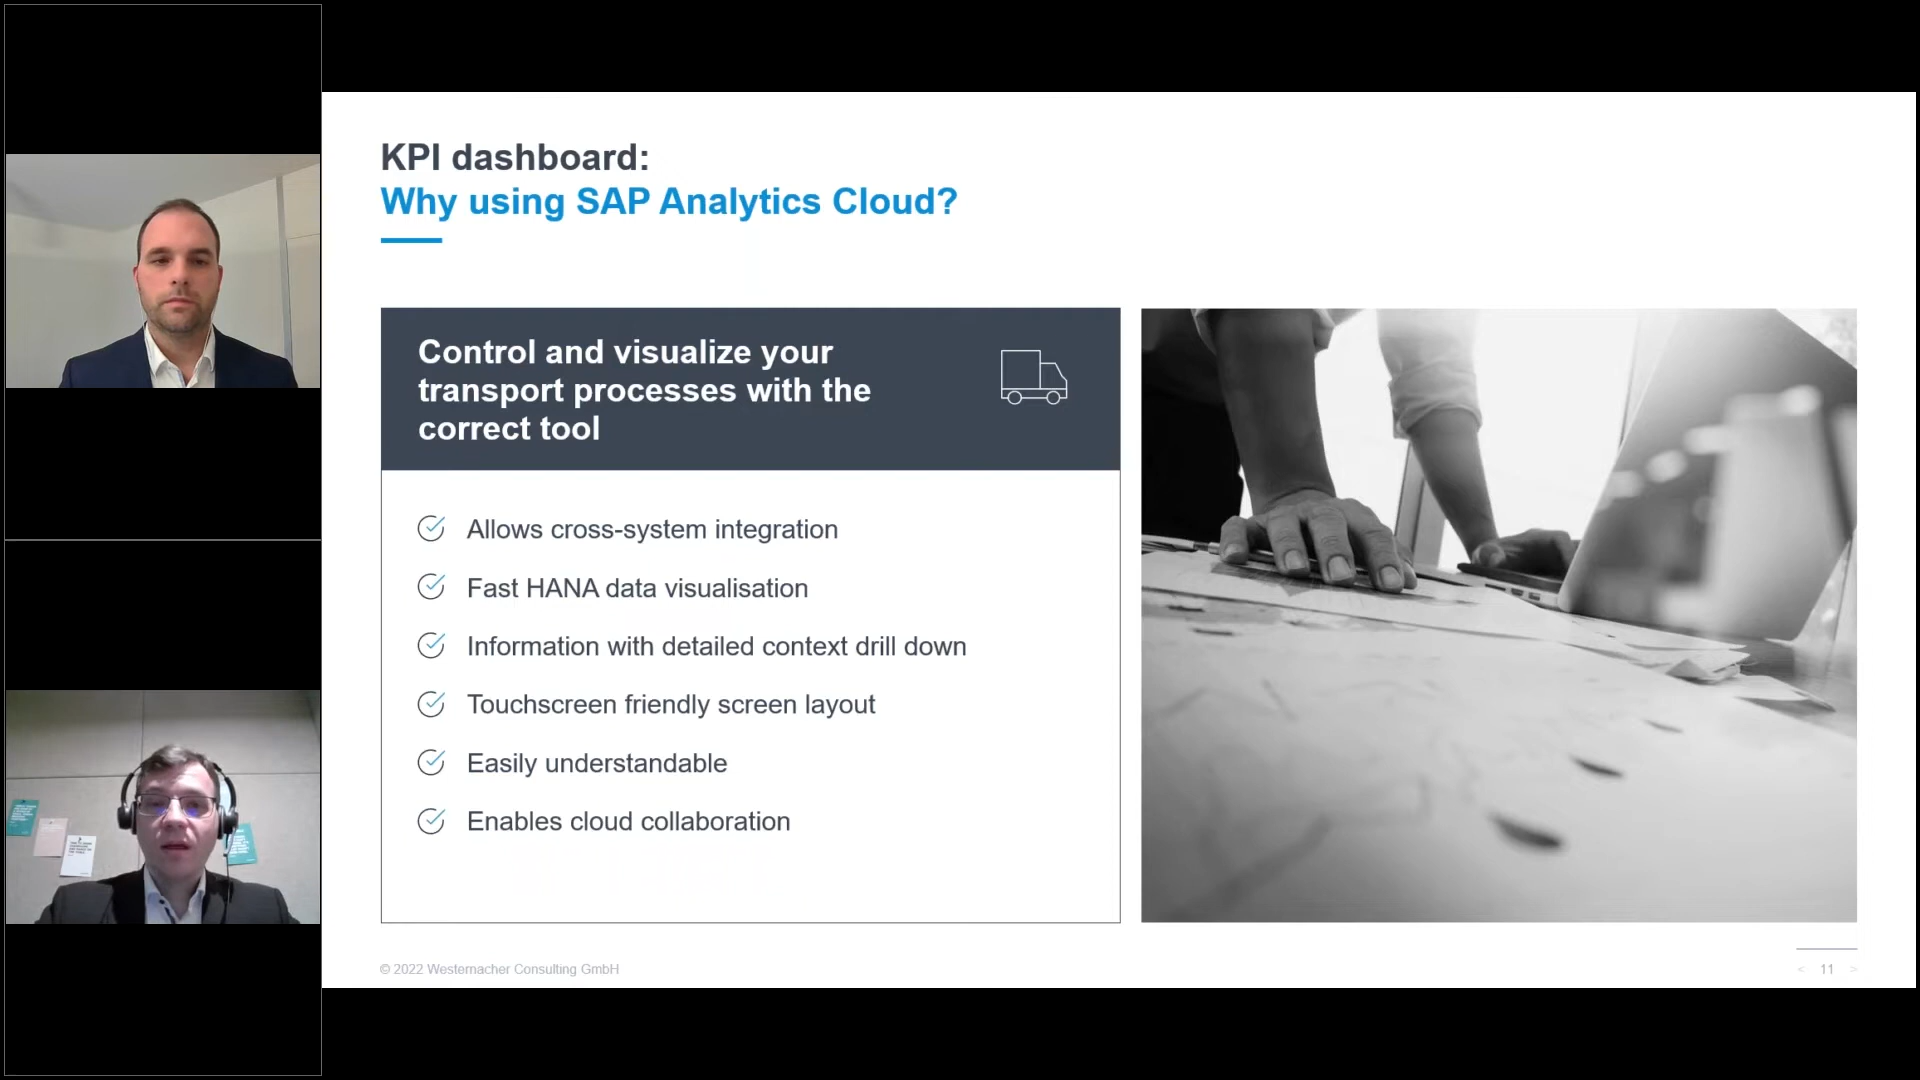 KPI dashboard:
Why using SAP Analytics Cloud?
Control and visualize your
transport processes with the
correct tool
Allows cross-system integration
Fast HANA data visualisation
Information with detailed context drill down
Touchscreen friendly screen layout
Easily understandable
Enables cloud collaboration
© 2022 Westernacher Consulting GmbH
< 11 >